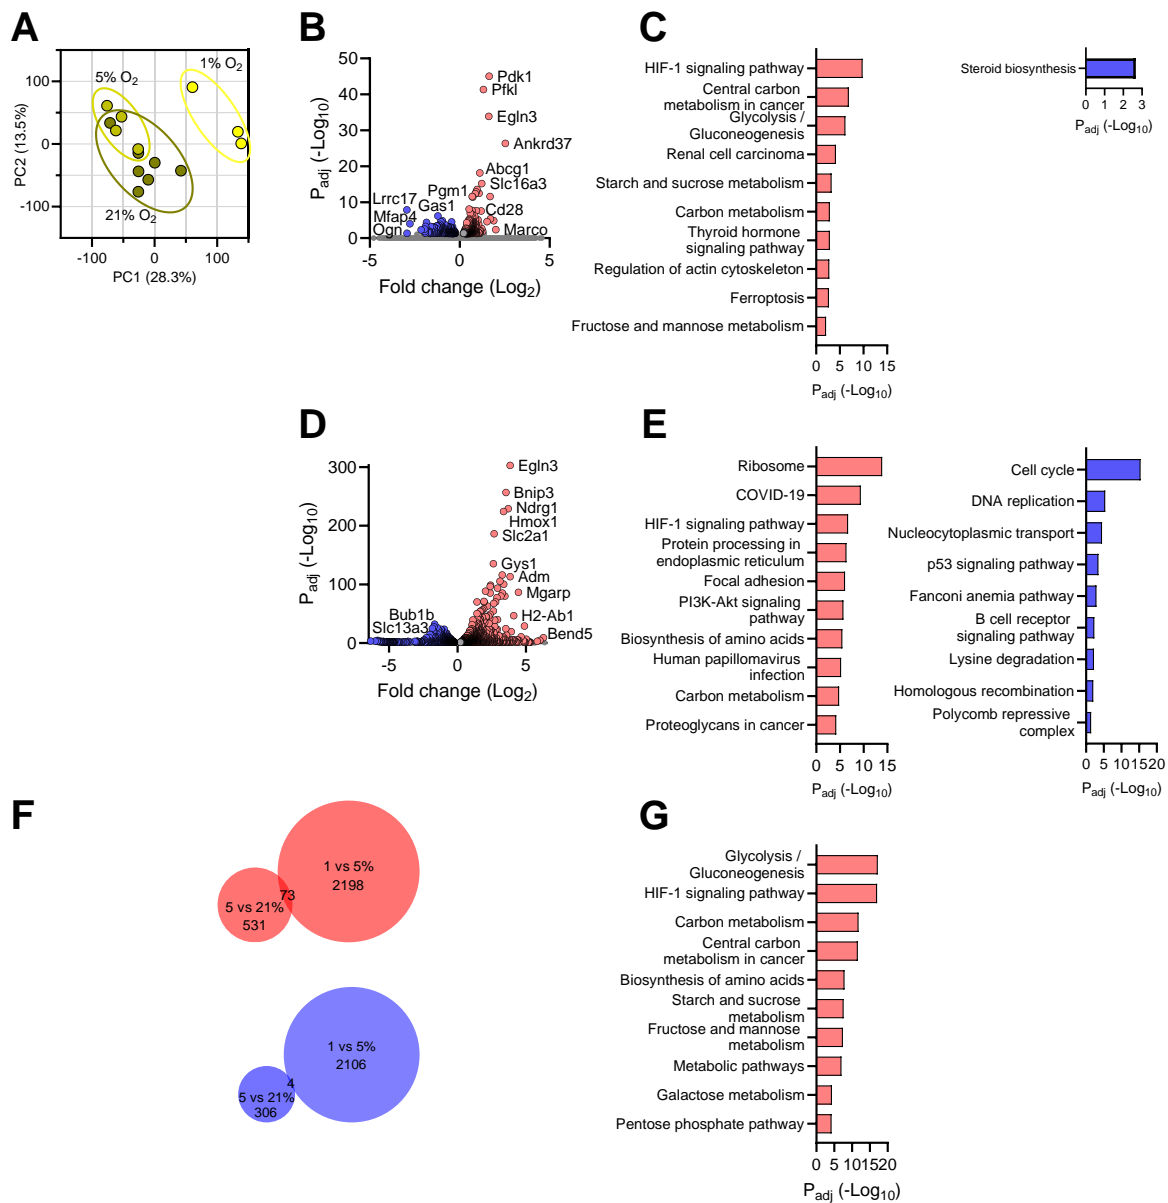 A
B
C
5% O2
1% O2
21% O2
100
0
-100
PC2 (13.5%)
-100
0
100
PC1 (28.3%)
50
40
30
20
10
0
Padj (-Log10)
Pdk1
Pfkl
Egln3
Ankrd37
Abcg1
Slc16a3
Pgm1
Lrrc17
Gas1
Mfap4
Cd28
Ogn
Marco
-5
0
5
Fold change (Log2)
HIF-1 signaling pathway
Central carbon
metabolism in cancer
Glycolysis /
Gluconeogenesis
Renal cell carcinoma
Starch and sucrose metabolism
Carbon metabolism
Thyroid hormone
signaling pathway
Regulation of actin cytoskeleton
Ferroptosis
Fructose and mannose metabolism
0 5 10 15
Padj (-Log10)
Steroid biosynthesis
0 1 2 3
Padj (-Log10)
D
E
300
200
100
0
Padj (-Log10)
Egln3
Bnip3
Ndrg1
Hmox1
Slc2a1
Gys1
Adm
Mgarp
Bub1b
H2-Ab1
Slc13a3
Bend5
-5
0
5
Fold change (Log2)
Ribosome
COVID-19
HIF-1 signaling pathway
Protein processing in
endoplasmic reticulum
Focal adhesion
PI3K-Akt signaling
pathway
Biosynthesis of amino acids
Human papillomavirus
infection
Carbon metabolism
Proteoglycans in cancer
0 5 10 15
Padj (-Log10)
Cell cycle
DNA replication
Nucleocytoplasmic transport
p53 signaling pathway
Fanconi anemia pathway
B cell receptor
signaling pathway
Lysine degradation
Homologous recombination
Polycomb repressive
complex
0 5 10 15 20
Padj (-Log10)
F
G
1 vs 5%
2198
73
5 vs 21%
531
1 vs 5%
2106
4
5 vs 21%
306
Glycolysis /
Gluconeogenesis
HIF-1 signaling pathway
Carbon metabolism
Central carbon
metabolism in cancer
Biosynthesis of amino acids
Starch and sucrose
metabolism
Fructose and mannose
metabolism
Metabolic pathways
Galactose metabolism
Pentose phosphate pathway
0 5 10 15 20
Padj (-Log10)